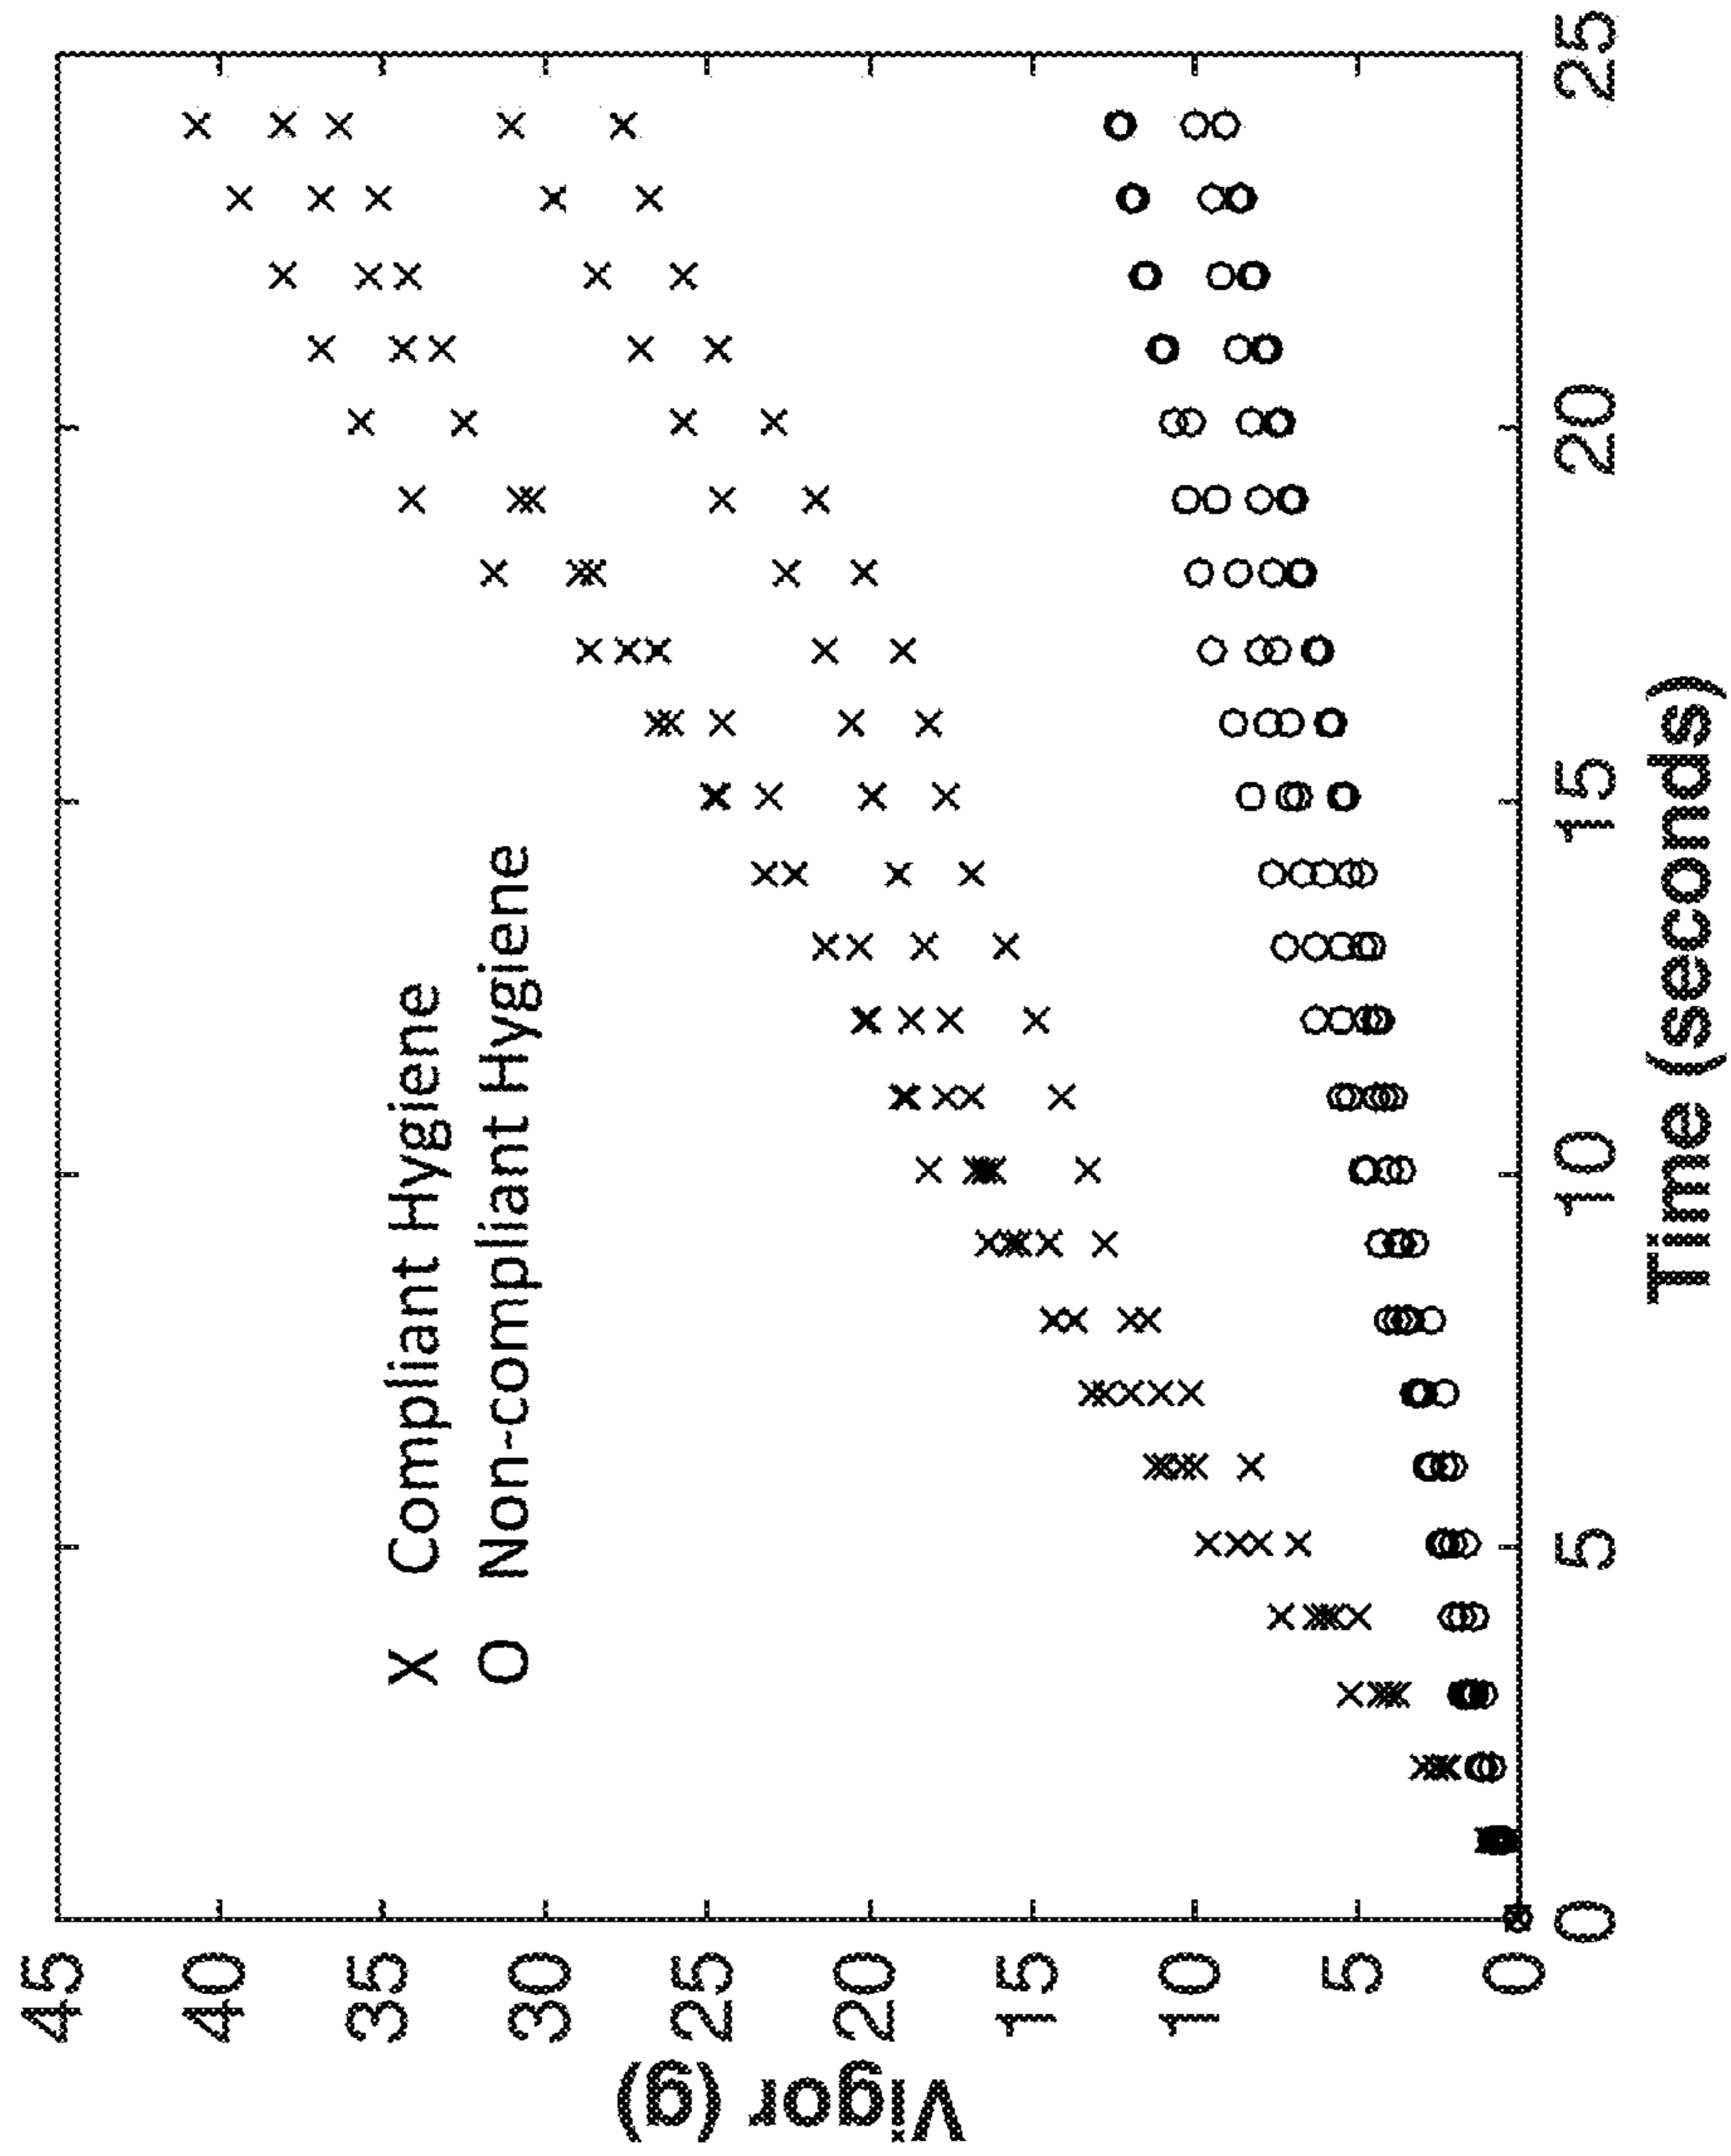 45
40
35
30
25
20
15
10
5
0
Vigor (g)
X Compliant Hygiene
O Non-compliant Hygiene
0 5 10 15 20 25
Time (seconds)